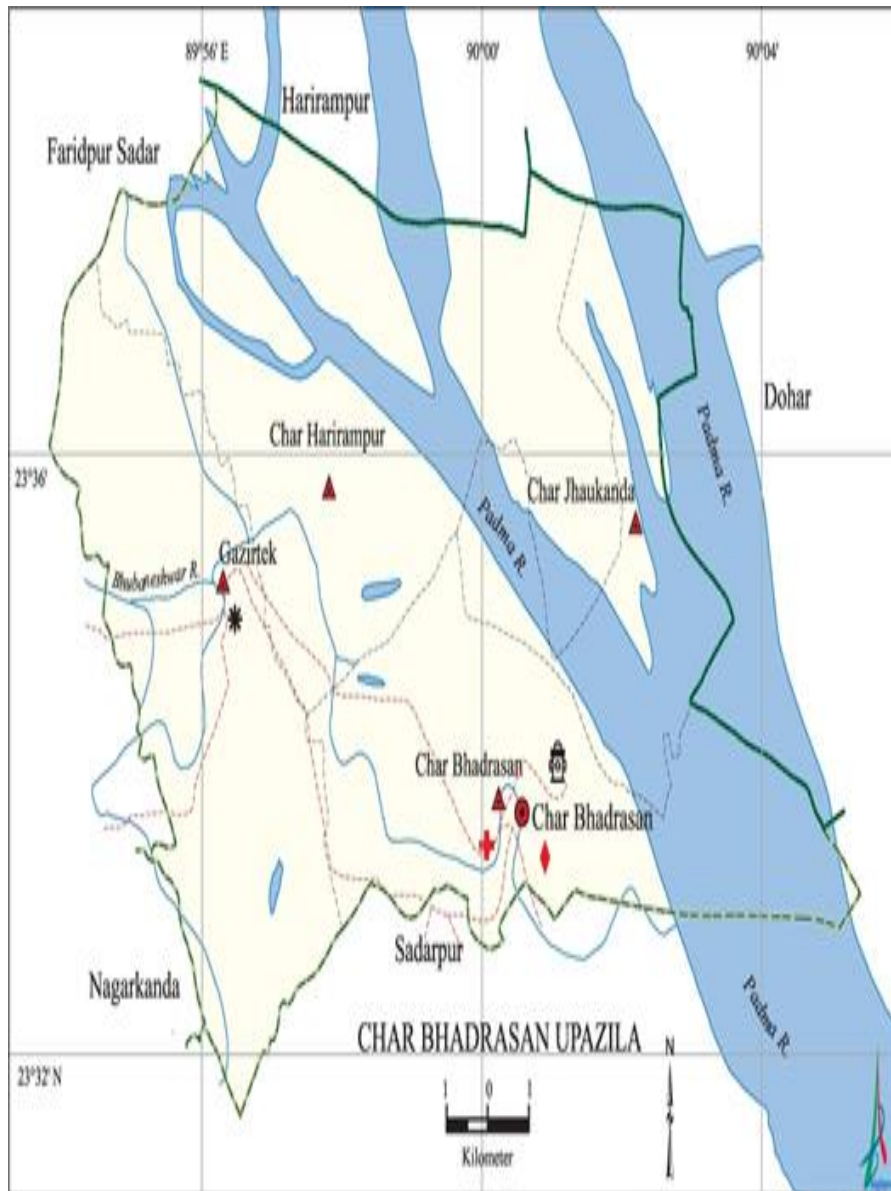 89°56' E
90°00'
90°04'
Harirampur
Faridpur Sadar
Dohar
Padma R.
Char Harirampur
23°36'
Char Jhaukanda
Padma R.
Gazirtek
Bhubaneshwar R.
Char Bhadrasan
Char Bhadrasan
Sadarpur
Nagarkanda
Padma R.
CHAR BHADRASAN UPAZILA
N
23°32' N
1 0 1
Kilometer